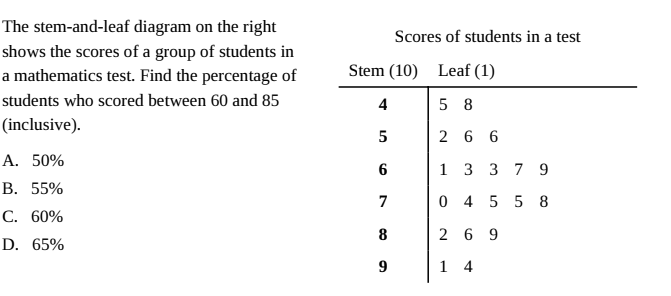 The stem-and-leaf diagram on the right
shows the scores of a group of students in
a mathematics test. Find the percentage of
students who scored between 60 and 85
(inclusive).
A. 50%
B. 55%
C. 60%
D. 65%
Scores of students in a test
Stem (10) Leaf (1)
4 5 8
5 2 6 6
6 1 3 3 7 9
7 0 4 5 5 8
8 2 6 9
9 1 4